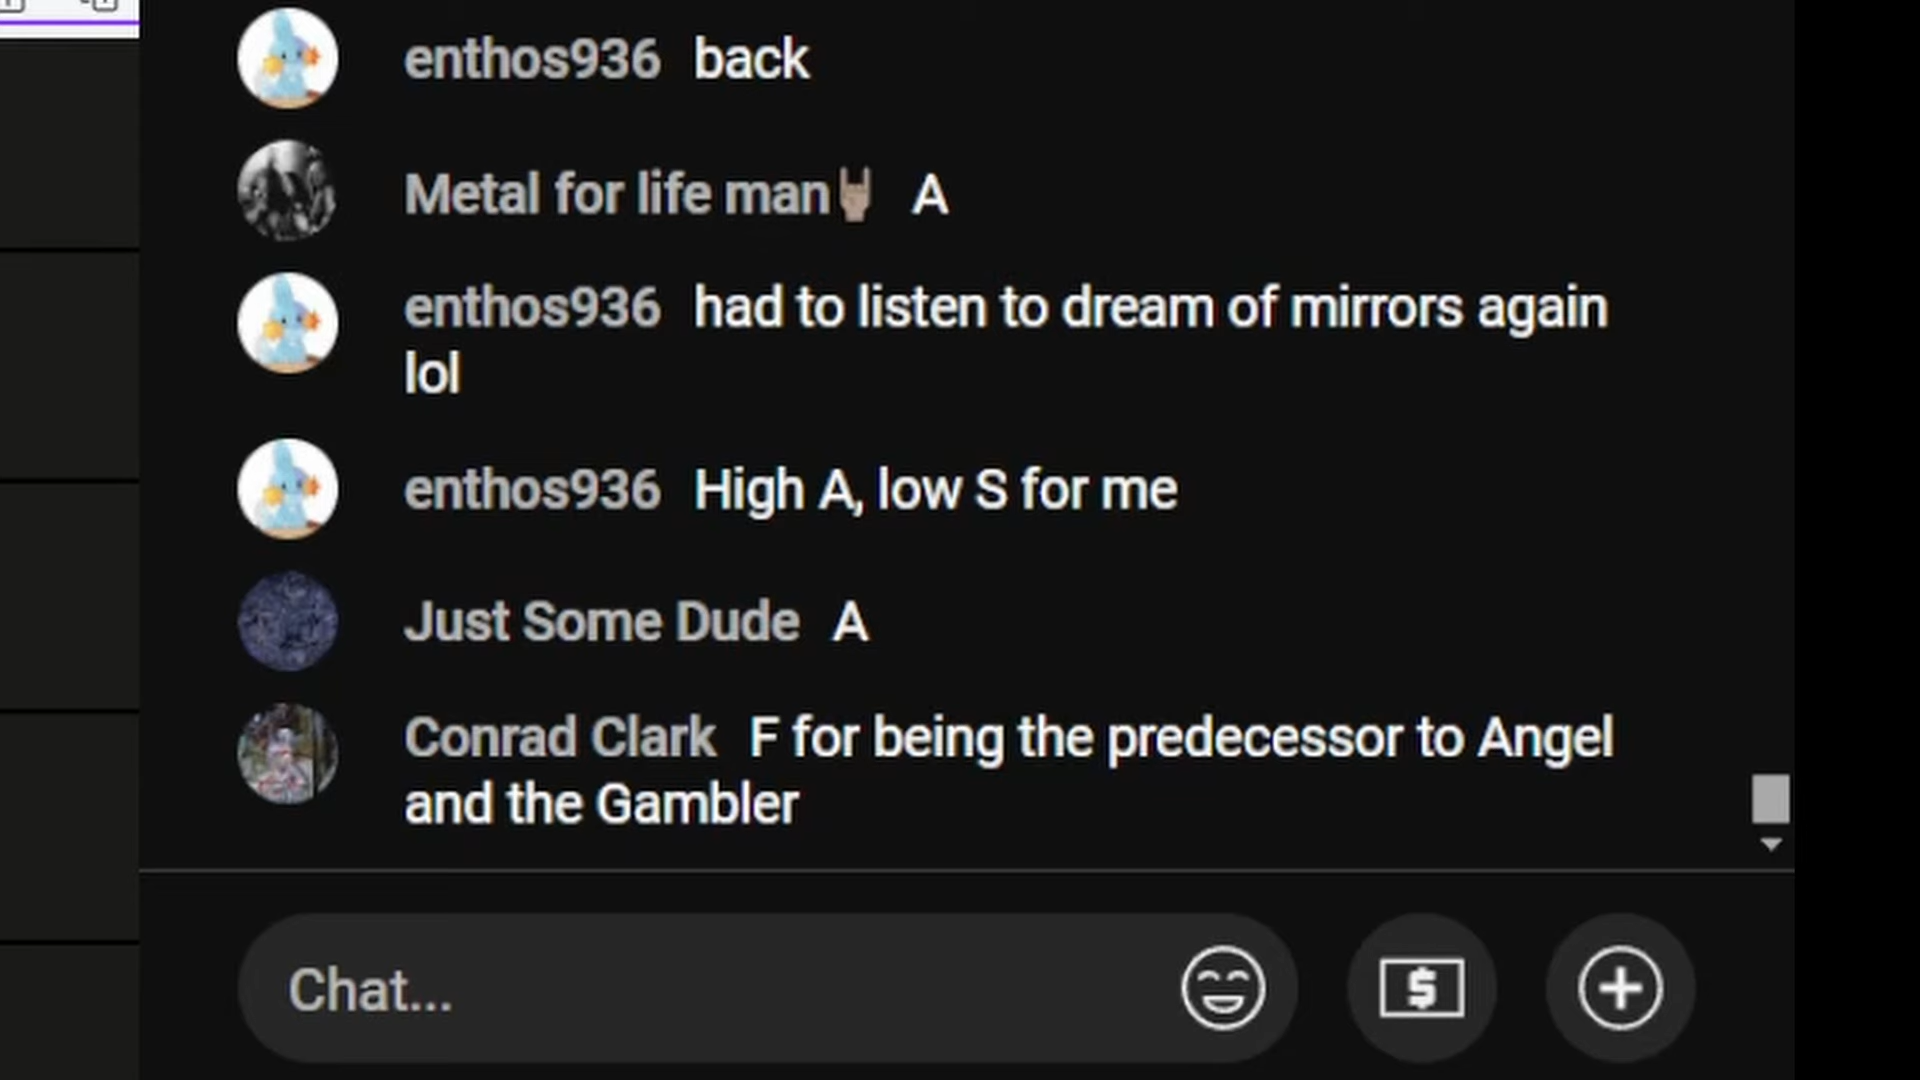 enthos936 back
Metal for life man🤘🏽 A
enthos936 had to listen to dream of mirrors again
lol
enthos936 High A, low S for me
Just Some Dude A
Conrad Clark F for being the predecessor to Angel
and the Gambler
Chat...